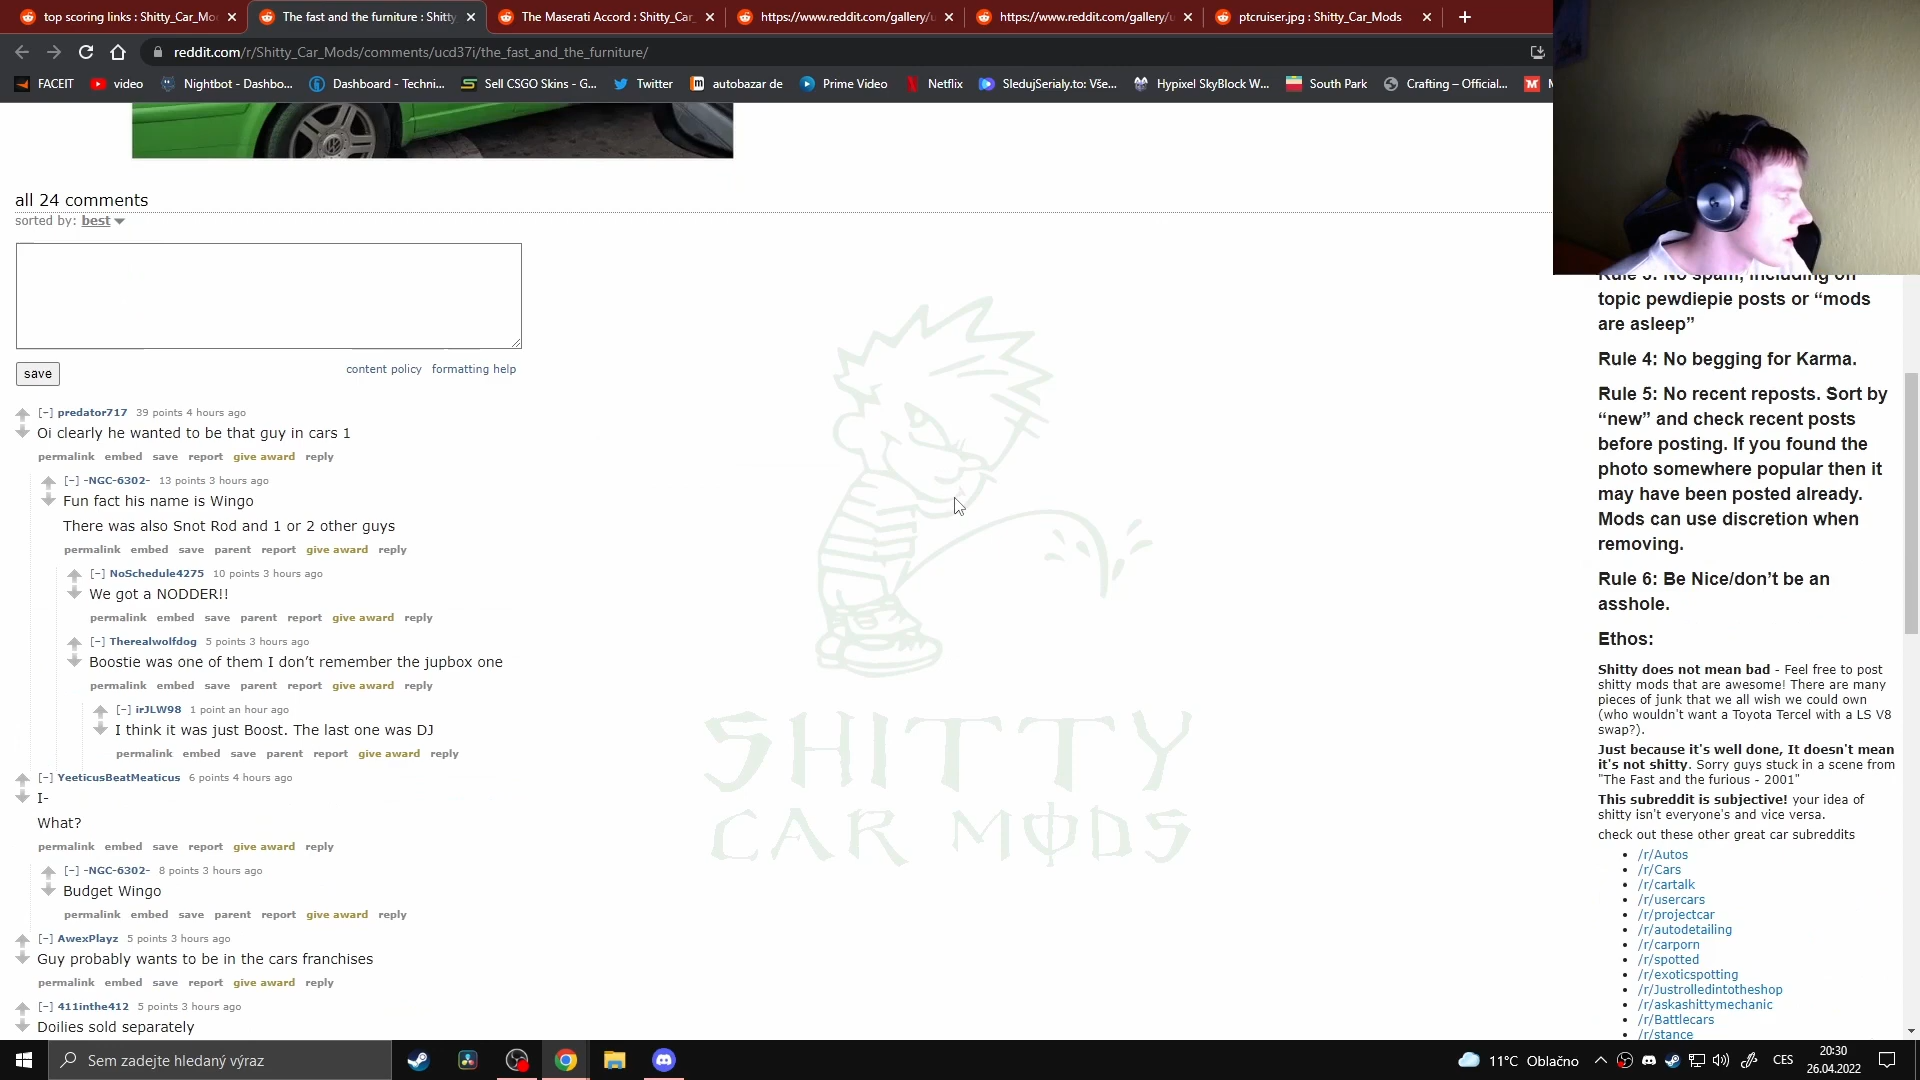 top scoring links : Shitty_Car_Mo
The fast and the furniture : Shitty
The Maserati Accord : Shitty_Car_
https://www.reddit.com/gallery/u
https://www.reddit.com/gallery/u
ptcruiser.jpg : Shitty_Car_Mods
reddit.com/r/Shitty_Car_Mods/comments/ucd37i/the_fast_and_the_furniture/
FACEIT
video
Nightbot - Dashbo...
Dashboard - Techni...
Sell CSGO Skins - G...
Twitter
autobazar de
Prime Video
Netflix
SledujSerialy.to: Vše...
Hypixel SkyBlock W...
South Park
Crafting – Official...
all 24 comments
sorted by: best
save
content policy formatting help
[–] predator717 39 points 4 hours ago
Oi clearly he wanted to be that guy in cars 1
permalink embed save report give award reply
[–] -NGC-6302- 13 points 3 hours ago
Fun fact his name is Wingo
There was also Snot Rod and 1 or 2 other guys
permalink embed save parent report give award reply
[–] NoSchedule4275 10 points 3 hours ago
We got a NODDER!!
permalink embed save parent report give award reply
[–] Therealwolfdog 5 points 3 hours ago
Boostie was one of them I don’t remember the jupbox one
permalink embed save parent report give award reply
[–] irJLW98 1 point an hour ago
I think it was just Boost. The last one was DJ
permalink embed save parent report give award reply
[–] YeeticusBeatMeaticus 6 points 4 hours ago
I-
What?
permalink embed save report give award reply
[–] -NGC-6302- 8 points 3 hours ago
Budget Wingo
permalink embed save parent report give award reply
[–] AwexPlayz 5 points 3 hours ago
Guy probably wants to be in the cars franchises
permalink embed save report give award reply
[–] 411inthe412 5 points 3 hours ago
Doilies sold separately
SHITTY
CAR MODS
Rule 3: No spam, including on
topic pewdiepie posts or “mods
are asleep”
Rule 4: No begging for Karma.
Rule 5: No recent reposts. Sort by
“new” and check recent posts
before posting. If you found the
photo somewhere popular then it
may have been posted already.
Mods can use discretion when
removing.
Rule 6: Be Nice/don’t be an
asshole.
Ethos:
Shitty does not mean bad - Feel free to post
shitty mods that are awesome! There are many
pieces of junk that we all wish we could own
(who wouldn't want a Toyota Tercel with a LS V8
swap?).
Just because it's well done, It doesn't mean
it's not shitty. Sorry guys stuck in a scene from
"The Fast and the furious - 2001"
This subreddit is subjective! your idea of
shitty isn't everyone's and vice versa.
check out these other great car subreddits
/r/Autos
/r/Cars
/r/cartalk
/r/usercars
/r/projectcar
/r/autodetailing
/r/carporn
/r/spotted
/r/exoticspotting
/r/Justrolledintotheshop
/r/askashittymechanic
/r/Battlecars
/r/stance
Sem zadejte hledaný výraz
11°C Oblačno
CES
20:30
26.04.2022